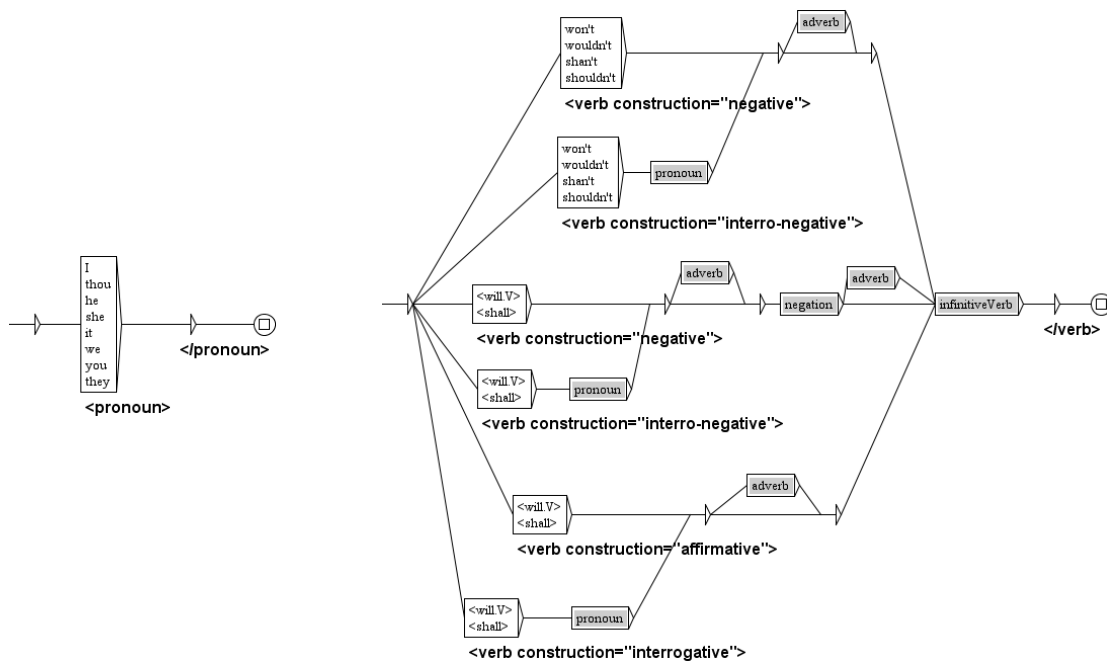 I
thou
he
she
it
we
you
they
<pronoun>
</pronoun>
won't
wouldn't
shan't
shouldn't
<verb construction="negative">
adverb
won't
wouldn't
shan't
shouldn't
pronoun
<verb construction="interro-negative">
<will.V>
<shall>
<verb construction="negative">
adverb
negation
adverb
infinitiveVerb
</verb>
<will.V>
<shall>
pronoun
<verb construction="interro-negative">
<will.V>
<shall>
adverb
<verb construction="affirmative">
<will.V>
<shall>
pronoun
<verb construction="interrogative">